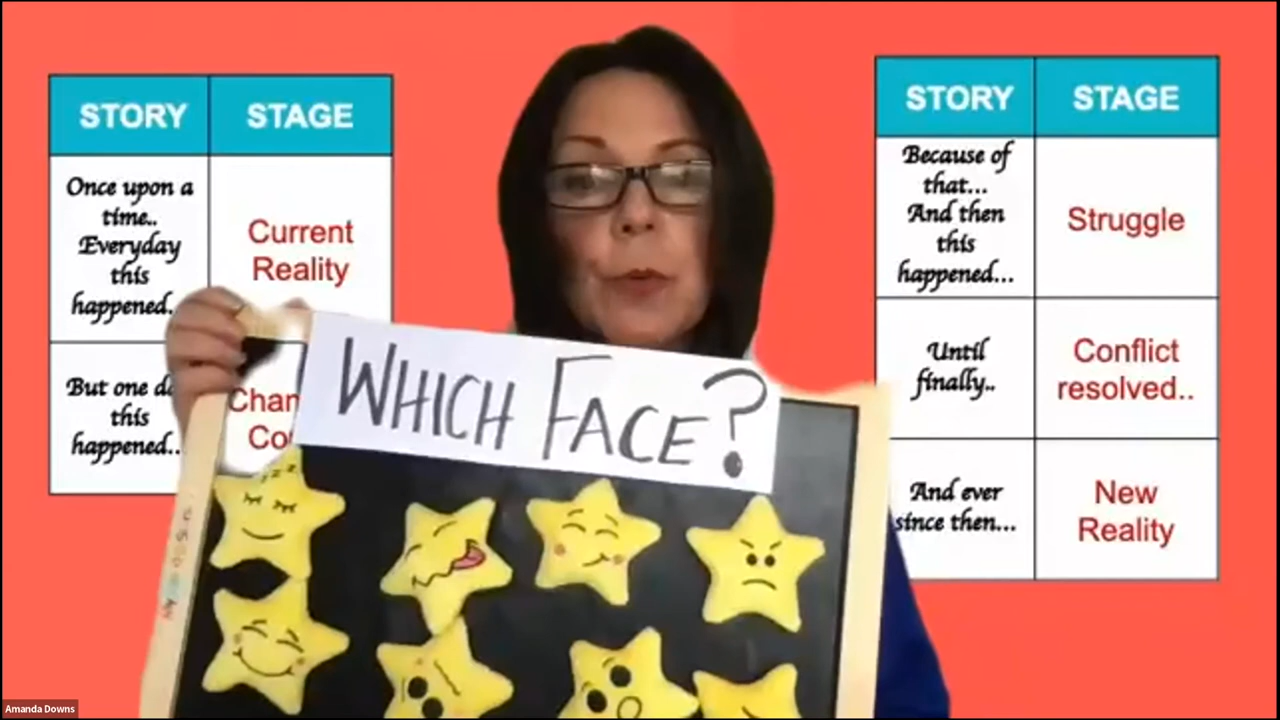 STORY STAGE
Once upon a
time..
Everyday
this
happened.
Current
Reality
But one
this
happened..
STORY STAGE
Because of
that...
And then
this
happened...
Struggle
Until
finally..
Conflict
resolved..
And ever
since then...
New
Reality
WHICH FACE?
zzz
Amanda Downs